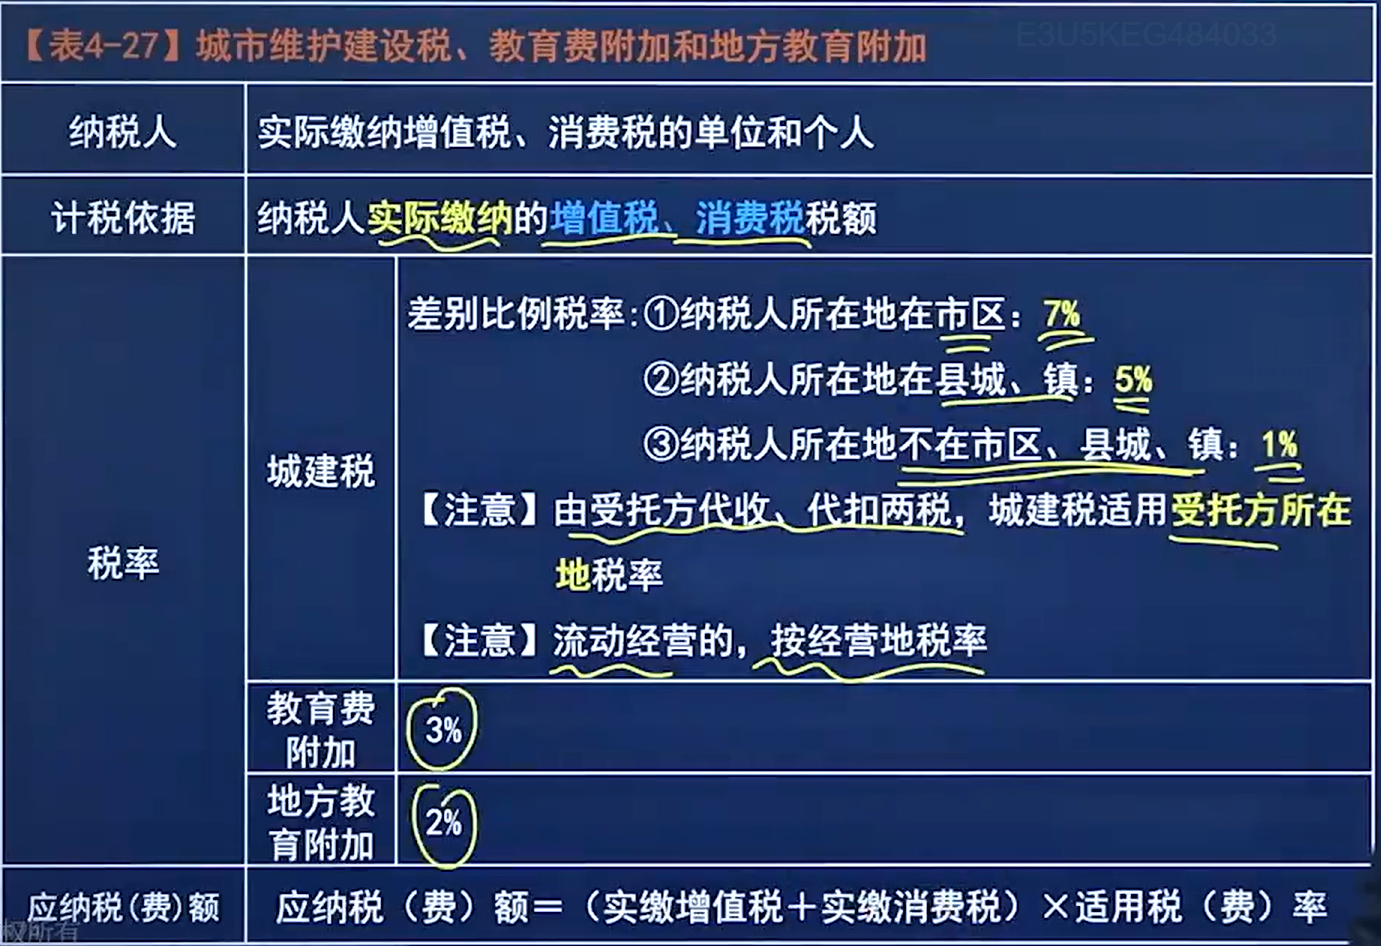 【表4-27】城市维护建设税、教育费附加和地方教育附加
E3U5KEG484033
纳税人
实际缴纳增值税、消费税的单位和个人
计税依据
纳税人实际缴纳的增值税、消费税税额
税率
城建税
差别比例税率:①纳税人所在地在市区：7%
②纳税人所在地在县城、镇：5%
③纳税人所在地不在市区、县城、镇：1%
【注意】由受托方代收、代扣两税，城建税适用受托方所在
地税率
【注意】流动经营的，按经营地税率
教育费
附加
3%
地方教
育附加
2%
应纳税(费)额
应纳税（费）额＝（实缴增值税＋实缴消费税）×适用税（费）率
权所有